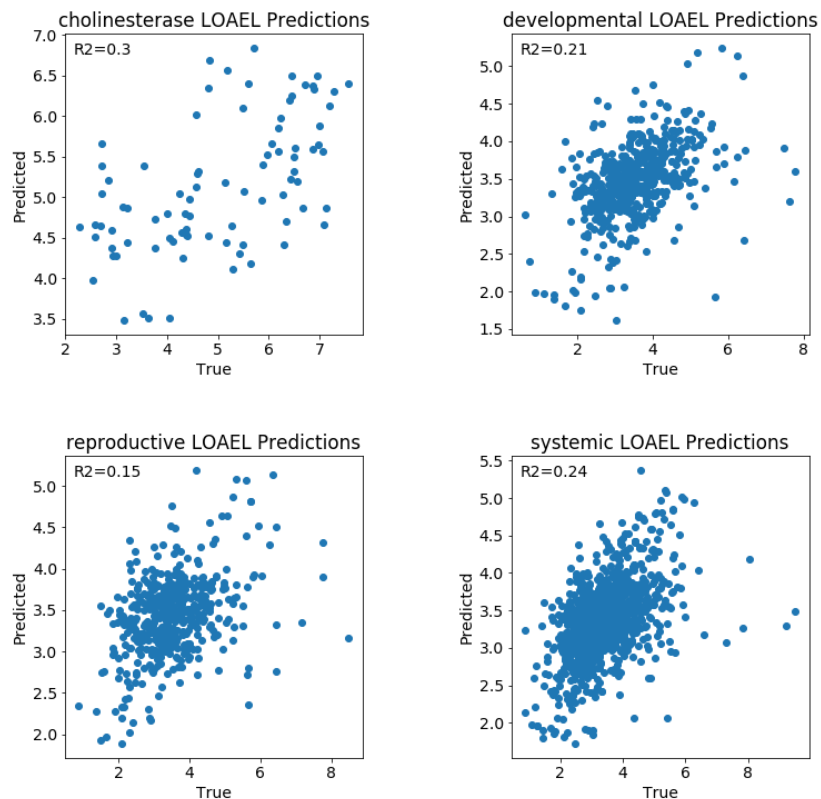 cholinesterase LOAEL Predictions
R2=0.3
7.0
6.5
6.0
5.5
5.0
4.5
4.0
3.5
Predicted
2 3 4 5 6 7
True
developmental LOAEL Predictions
R2=0.21
5.0
4.5
4.0
3.5
3.0
2.5
2.0
1.5
Predicted
2 4 6 8
True
reproductive LOAEL Predictions
R2=0.15
5.0
4.5
4.0
3.5
3.0
2.5
2.0
Predicted
2 4 6 8
True
systemic LOAEL Predictions
R2=0.24
5.5
5.0
4.5
4.0
3.5
3.0
2.5
2.0
Predicted
2 4 6 8
True